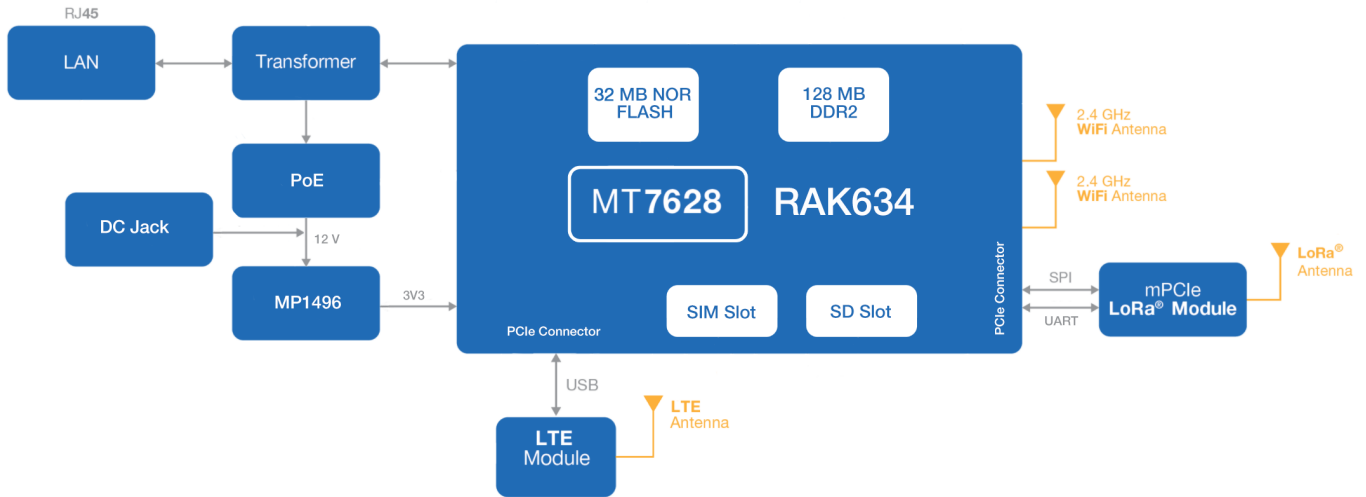 RJ45
LAN
Transformer
PoE
DC Jack
12 V
MP1496
3V3
32 MB NOR
FLASH
128 MB
DDR2
MT7628
RAK634
SIM Slot
SD Slot
PCIe Connector
PCIe Connector
2.4 GHz
WiFi Antenna
2.4 GHz
WiFi Antenna
SPI
UART
mPCIe
LoRa® Module
LoRa®
Antenna
USB
LTE
Module
LTE
Antenna